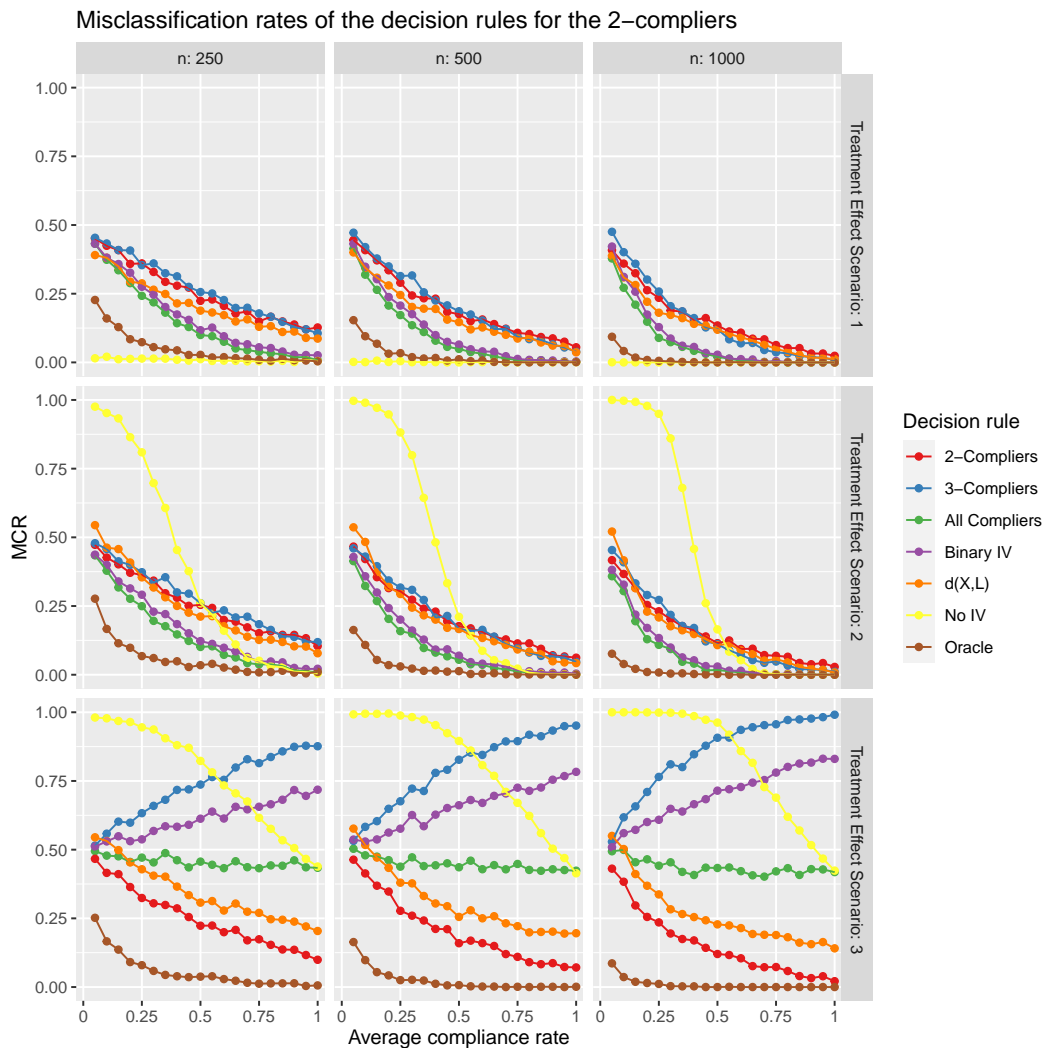 Misclassification rates of the decision rules for the 2−compliers
n: 250 n: 500 n: 1000
1.00
0.75
0.50
0.25
0.00
Treatment Effect Scenario: 1
1.00
0.75
0.50
0.25
0.00
Treatment Effect Scenario: 2
1.00
0.75
0.50
0.25
0.00
Treatment Effect Scenario: 3
MCR
0 0.25 0.5 0.75 1 0 0.25 0.5 0.75 1 0 0.25 0.5 0.75 1
Average compliance rate
Decision rule
2−Compliers
3−Compliers
All Compliers
Binary IV
d(X,L)
No IV
Oracle